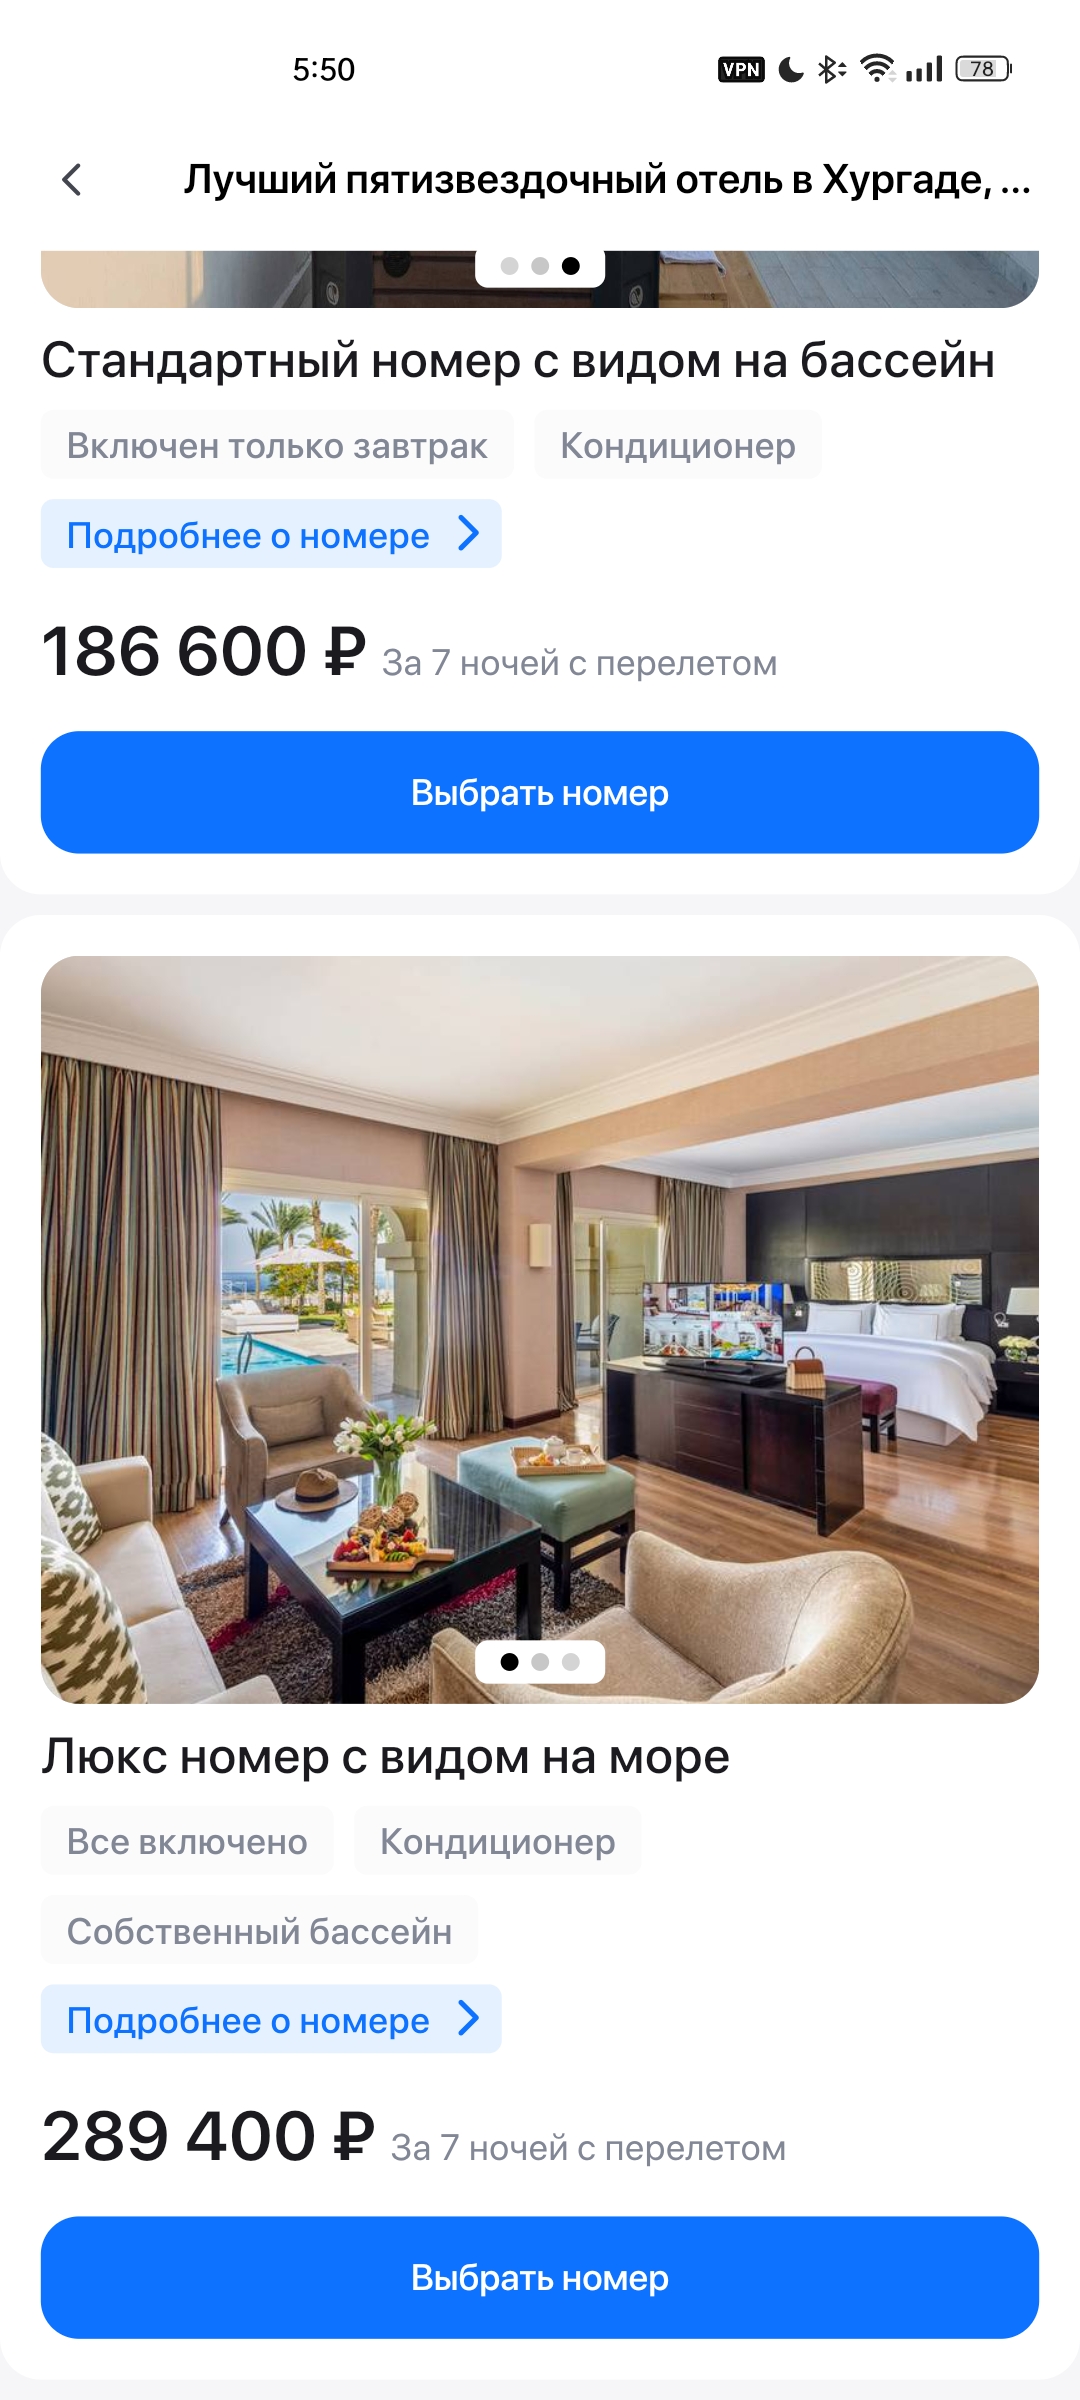 5:50
VPN
78
Лучший пятизвездочный отель в Хургаде, ...
Стандартный номер с видом на бассейн
Включен только завтрак
Кондиционер
Подробнее о номере
186 600 ₽ За 7 ночей с перелетом
Выбрать номер
Люкс номер с видом на море
Все включено
Кондиционер
Собственный бассейн
Подробнее о номере
289 400 ₽ За 7 ночей с перелетом
Выбрать номер